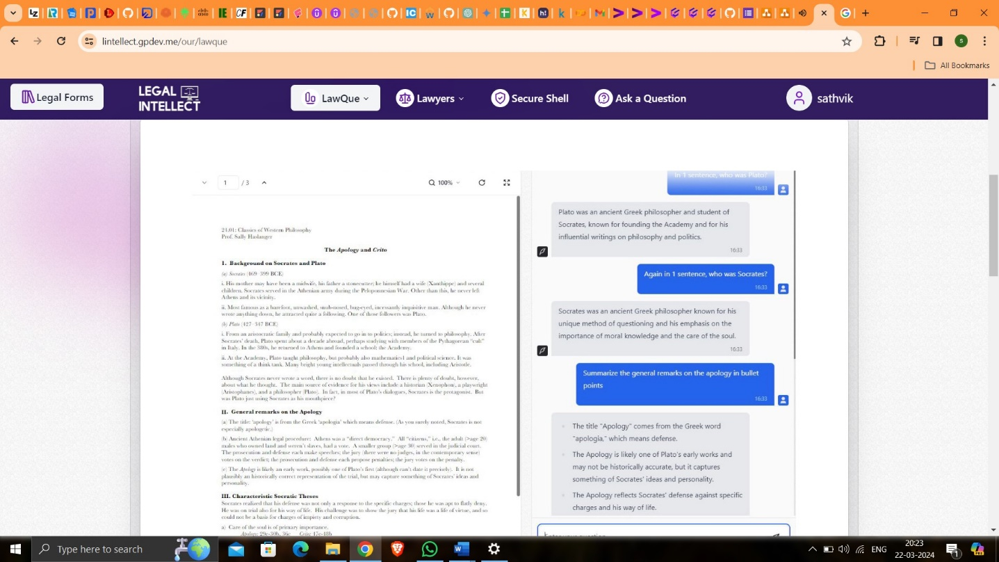 lintellect.gpdev.me/our/lawque
All Bookmarks
Legal Forms
LEGAL
INTELLECT
LawQue
Lawyers
Secure Shell
Ask a Question
sathvik
1 / 3
100%
24.01: Classics of Western Philosophy
Prof. Sally Haslanger
The Apology and Crito
I. Background on Socrates and Plato
(a) Socrates (469-399 BCE)
i. His mother may have been a midwife, his father a stonecutter; he himself had a wife (Xanthippe) and several
children. Socrates served in the Athenian army during the Peloponnesian War. Other than this, he never left
Athens and its vicinity.
ii. Most famous as a barefoot, unwashed, snub-nosed, bug-eyed, incessantly inquisitive man. Although he never
wrote anything down, he attracted quite a following. One of those followers was Plato.
(b) Plato (427-347 BCE)
i. From an aristocratic family and probably expected to go in to politics; instead, he turned to philosophy. After
Socrates' death, Plato spent about a decade abroad, perhaps studying with members of the Pythagorean "cult"
in Italy. In the 380s, he returned to Athens and founded a school: the Academy.
ii. At the Academy, Plato taught philosophy, but probably also mathematics1 and political science. It was
something of a think tank. Many bright young intellectuals passed through his school, including Aristotle.
Although Socrates never wrote a word, there is no doubt that he existed. There is plenty of doubt, however,
about what he thought. The main source of evidence for his views include a historian (Xenophon), a playwright
(Aristophanes), and a philosopher (Plato). In fact, in most of Plato's dialogues, Socrates is the protagonist. But
was Plato just using Socrates as his mouthpiece?
II. General remarks on the Apology
(a) The title: 'apology' is from the Greek 'apologia' which means defense. (As you surely noted, Socrates is not
especially apologetic.)
(b) Ancient Athenian legal procedure: Athens was a "direct democracy." All "citizens," i.e., the adult (>age 20)
males who owned land and weren't slaves, had a vote. A smaller group (>age 30) served in the judicial court.
The prosecution and defense each make speeches; the jury (there were no judges, in the contemporary sense)
votes on the verdict; the prosecution and defense each propose penalties; the jury votes on the penalty.
(c) The Apology is likely an early work, possibly one of Plato's first (although can't date it precisely). It is not
plausibly an historically correct representation of the trial, but may capture something of Socrates' ideas and
personality.
III. Characteristic Socratic Theses
Socrates realized that his defense was not only a response to the specific charges; those he was apt to flatly deny.
He was on trial also for his way of life. His challenge was to show the jury that his life was a life of virtue, and so
could not be a basis for charges of impiety and corruption.
a) Care of the soul is of primary importance.
Apology: 29e-30b, 36c Crito: 47e-48b
In 1 sentence, who was Plato?
16:33
Plato was an ancient Greek philosopher and student of
Socrates, known for founding the Academy and for his
influential writings on philosophy and politics.
16:33
Again in 1 sentence, who was Socrates?
16:33
Socrates was an ancient Greek philosopher known for his
unique method of questioning and his emphasis on the
importance of moral knowledge and the care of the soul.
16:33
Summarize the general remarks on the apology in bullet
points
16:33
The title "Apology" comes from the Greek word
"apologia," which means defense.
The Apology is likely one of Plato's early works and
may not be historically accurate, but it captures
something of Socrates' ideas and personality.
The Apology reflects Socrates' defense against specific
charges and his way of life.
Type here to search
ENG
20:23
22-03-2024